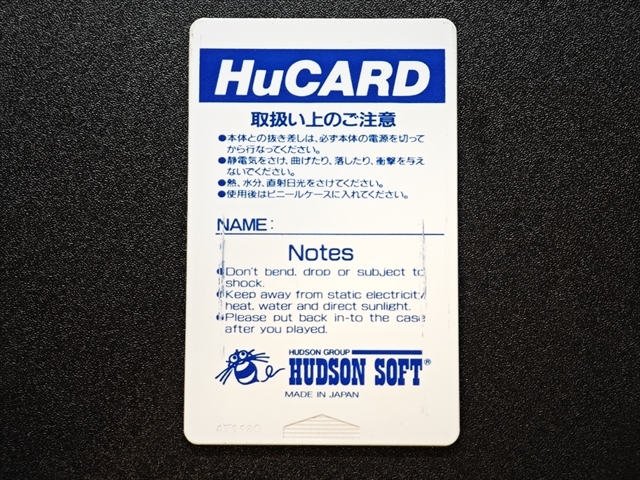 HuCARD
取扱い上のご注意
●本体との抜き差しは、必ず本体の電源を切って
から行なってください。
●静電気をさけ、曲げたり、落したり、衝撃を与え
ないでください。
●熱、水分、直射日光をさけてください。
●使用後はビニールケースに入れてください。
NAME:
Notes
●Don't bend, drop or subject to
shock.
●Keep away from static electricity,
heat, water and direct sunlight.
●Please put back in-to the case
after you played.
HUDSON GROUP
HUDSON SOFT®
MADE IN JAPAN